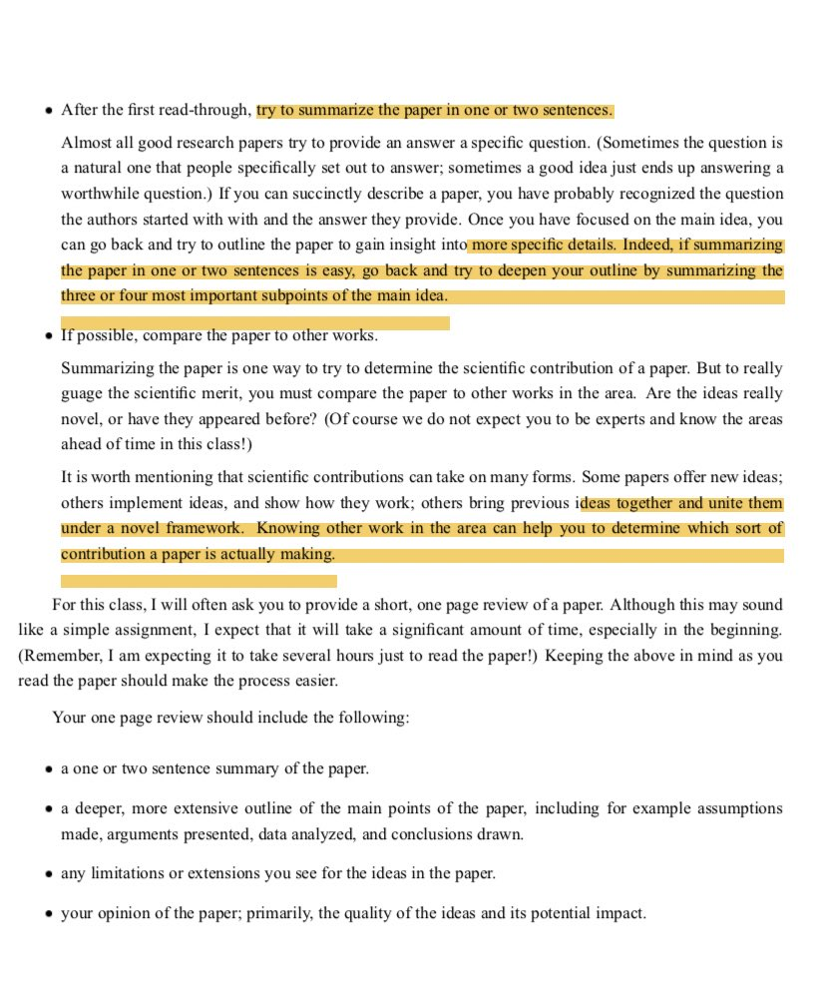 • After the first read-through, try to summarize the paper in one or two sentences.
Almost all good research papers try to provide an answer a specific question. (Sometimes the question is
a natural one that people specifically set out to answer; sometimes a good idea just ends up answering a
worthwhile question.) If you can succinctly describe a paper, you have probably recognized the question
the authors started with with and the answer they provide. Once you have focused on the main idea, you
can go back and try to outline the paper to gain insight into more specific details. Indeed, if summarizing
the paper in one or two sentences is easy, go back and try to deepen your outline by summarizing the
three or four most important subpoints of the main idea.
• If possible, compare the paper to other works.
Summarizing the paper is one way to try to determine the scientific contribution of a paper. But to really
guage the scientific merit, you must compare the paper to other works in the area. Are the ideas really
novel, or have they appeared before? (Of course we do not expect you to be experts and know the areas
ahead of time in this class!)
It is worth mentioning that scientific contributions can take on many forms. Some papers offer new ideas;
others implement ideas, and show how they work; others bring previous ideas together and unite them
under a novel framework. Knowing other work in the area can help you to determine which sort of
contribution a paper is actually making.
For this class, I will often ask you to provide a short, one page review of a paper. Although this may sound
like a simple assignment, I expect that it will take a significant amount of time, especially in the beginning.
(Remember, I am expecting it to take several hours just to read the paper!) Keeping the above in mind as you
read the paper should make the process easier.
Your one page review should include the following:
• a one or two sentence summary of the paper.
• a deeper, more extensive outline of the main points of the paper, including for example assumptions
made, arguments presented, data analyzed, and conclusions drawn.
• any limitations or extensions you see for the ideas in the paper.
• your opinion of the paper; primarily, the quality of the ideas and its potential impact.